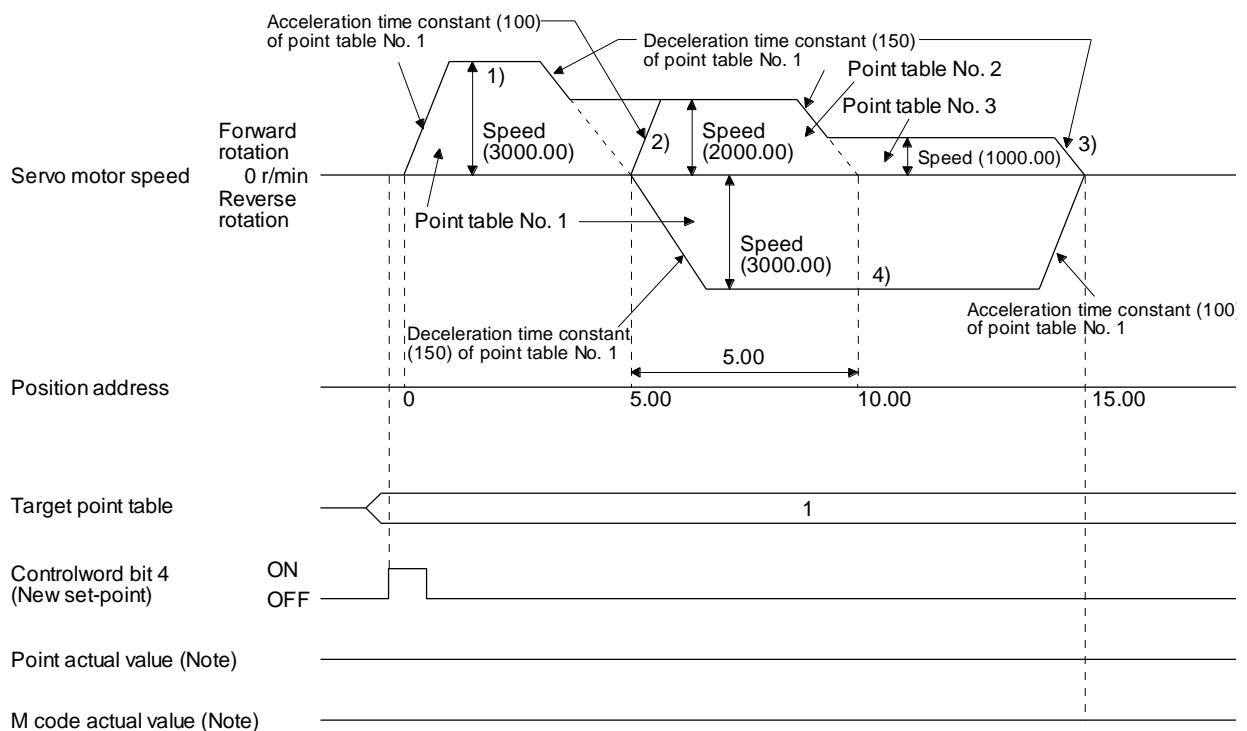 Acceleration time constant (100)
of point table No. 1
Deceleration time constant (150)
of point table No. 1
Point table No. 2
1)
Point table No. 3
Forward
rotation
Speed
(3000.00)
2)
Speed
(2000.00)
Speed (1000.00)
3)
Servo motor speed
0 r/min
Reverse
rotation
Point table No. 1
Speed
(3000.00)
4)
Acceleration time constant (100)
of point table No. 1
Deceleration time constant
(150) of point table No. 1
5.00
Position address
0
5.00
10.00
15.00
Target point table
1
Controlword bit 4
(New set-point)
ON
OFF
Point actual value (Note)
M code actual value (Note)